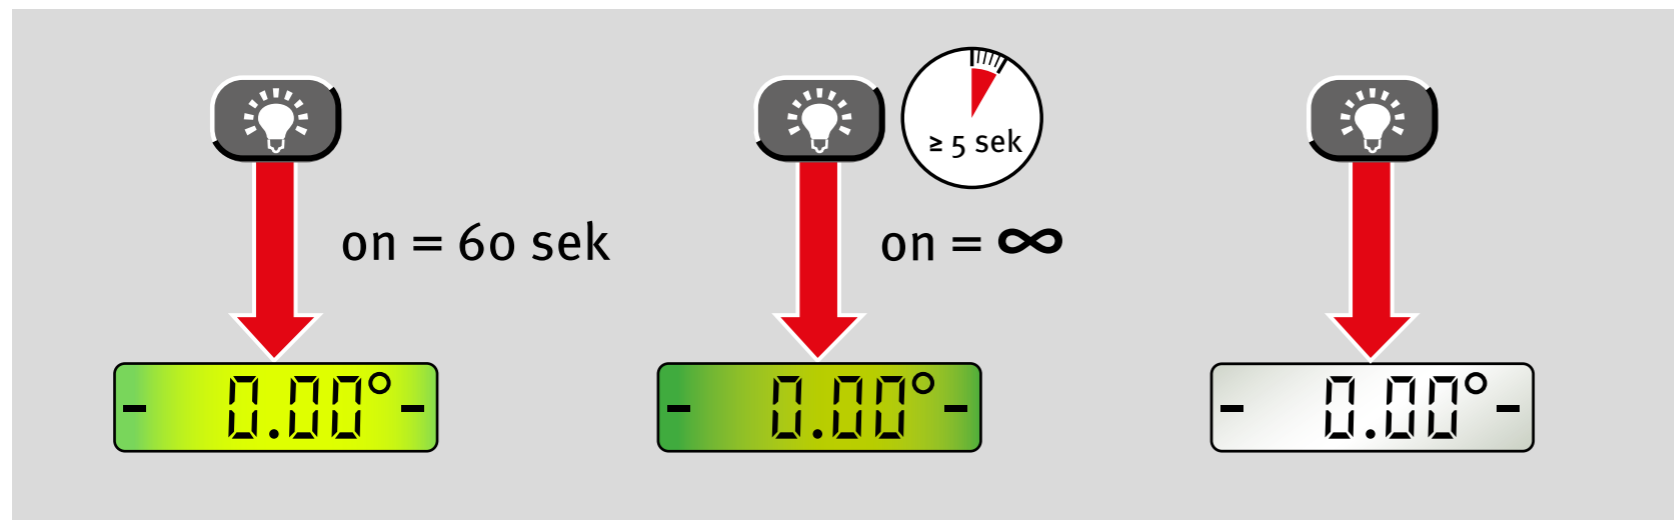 ≥ 5 sek
on = 60 sek
on = ∞
- 0.00° -
- 0.00° -
- 0.00° -